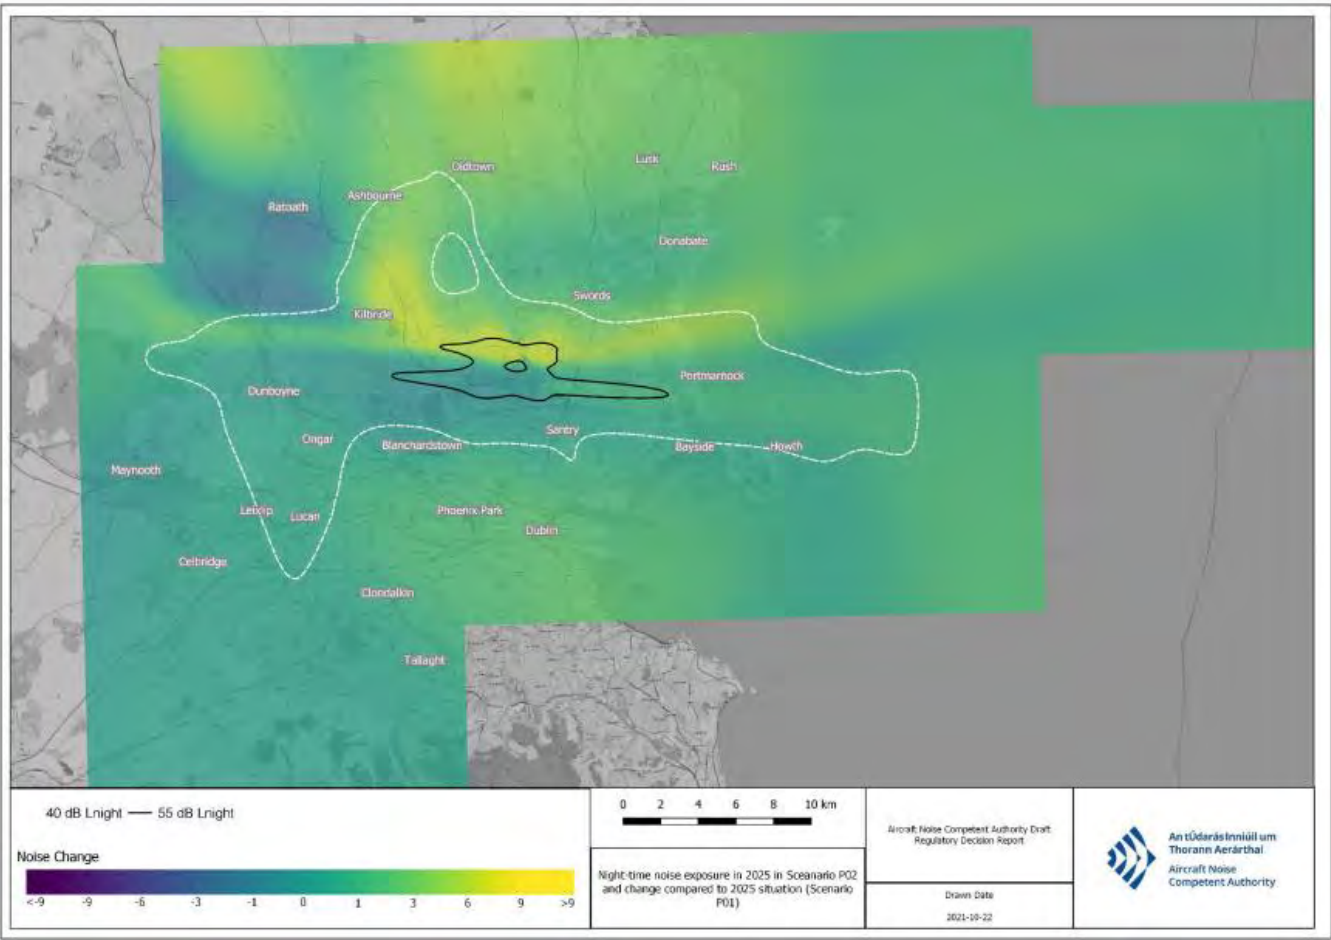 Oldtown
Lusk
Rush
Ashbourne
Ratoath
Donabate
Swords
Kilbride
Portmarnock
Dunboyne
Santry
Ongar
Blanchardstown
Bayside
Howth
Maynooth
Leixlip
Lucan
Phoenix Park
Dublin
Celbridge
Clondalkin
Tallaght
40 dB Lnight
55 dB Lnight
Noise Change
<-9 -9 -6 -3 -1 0 1 3 6 9 >9
0 2 4 6 8 10 km
Night-time noise exposure in 2025 in Sceanario P02
and change compared to 2025 situation (Scenario
P01)
Aircraft Noise Competent Authority Draft
Regulatory Decision Report
Drawn Date
2021-10-22
An tÚdarás Inniúil um
Thorann Aerárthaí
Aircraft Noise
Competent Authority